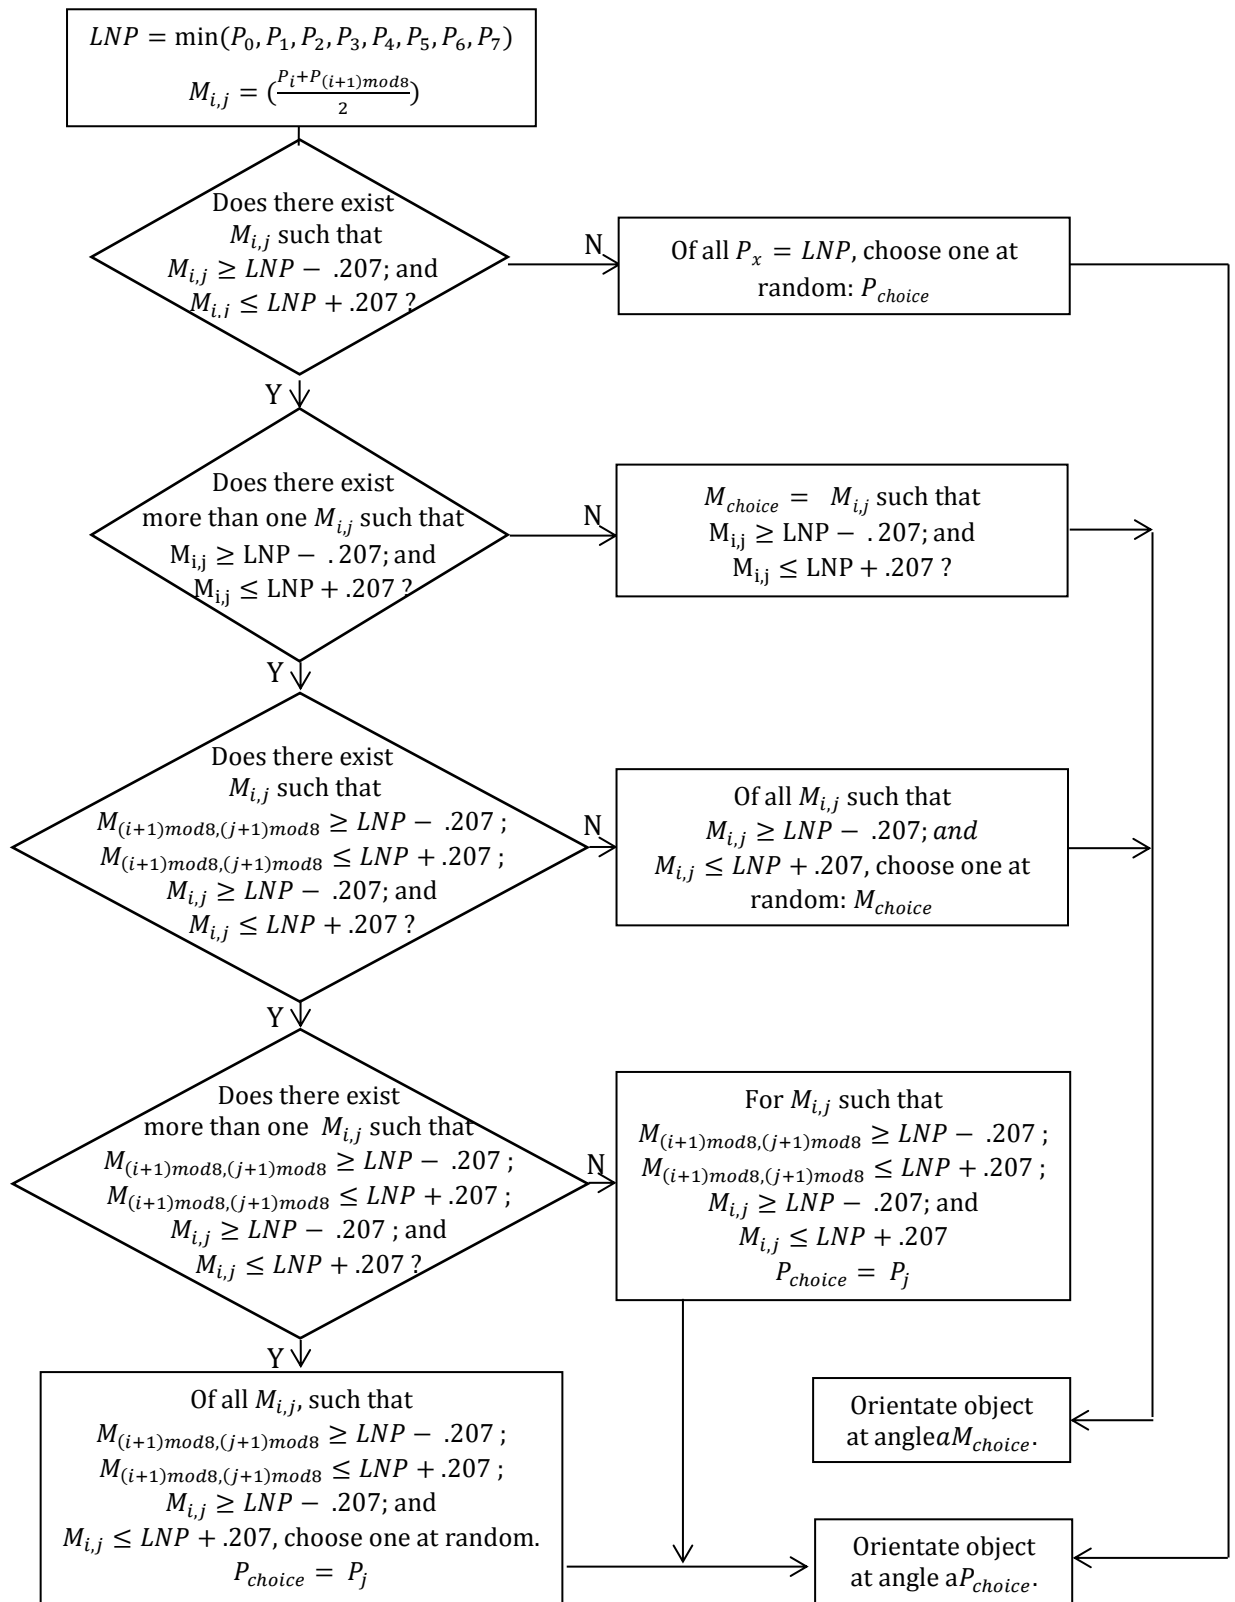 LNP = min(P₀, P₁, P₂, P₃, P₄, P₅, P₆, P₇)
M_{i,j} = (\frac{P_i+P_{(i+1)mod8}}{2})
Does there exist
M_{i,j} such that
M_{i,j} ≥ LNP − .207; and
M_{i,j} ≤ LNP + .207 ?
N
Of all P_x = LNP, choose one at
random: P_{choice}
Y
Does there exist
more than one M_{i,j} such that
M_{i,j} ≥ LNP − .207; and
M_{i,j} ≤ LNP + .207 ?
N
M_{choice} = M_{i,j} such that
M_{i,j} ≥ LNP − .207; and
M_{i,j} ≤ LNP + .207 ?
Y
Does there exist
M_{i,j} such that
M_{(i+1)mod8,(j+1)mod8} ≥ LNP − .207 ;
M_{(i+1)mod8,(j+1)mod8} ≤ LNP + .207 ;
M_{i,j} ≥ LNP − .207; and
M_{i,j} ≤ LNP + .207 ?
N
Of all M_{i,j} such that
M_{i,j} ≥ LNP − .207; and
M_{i,j} ≤ LNP + .207, choose one at
random: M_{choice}
Y
Does there exist
more than one M_{i,j} such that
M_{(i+1)mod8,(j+1)mod8} ≥ LNP − .207 ;
M_{(i+1)mod8,(j+1)mod8} ≤ LNP + .207 ;
M_{i,j} ≥ LNP − .207 ; and
M_{i,j} ≤ LNP + .207 ?
N
For M_{i,j} such that
M_{(i+1)mod8,(j+1)mod8} ≥ LNP − .207 ;
M_{(i+1)mod8,(j+1)mod8} ≤ LNP + .207 ;
M_{i,j} ≥ LNP − .207; and
M_{i,j} ≤ LNP + .207
P_{choice} = P_j
Y
Of all M_{i,j}, such that
M_{(i+1)mod8,(j+1)mod8} ≥ LNP − .207 ;
M_{(i+1)mod8,(j+1)mod8} ≤ LNP + .207 ;
M_{i,j} ≥ LNP − .207; and
M_{i,j} ≤ LNP + .207, choose one at random.
P_{choice} = P_j
Orientate object
at angleaM_{choice}.
Orientate object
at angle aP_{choice}.